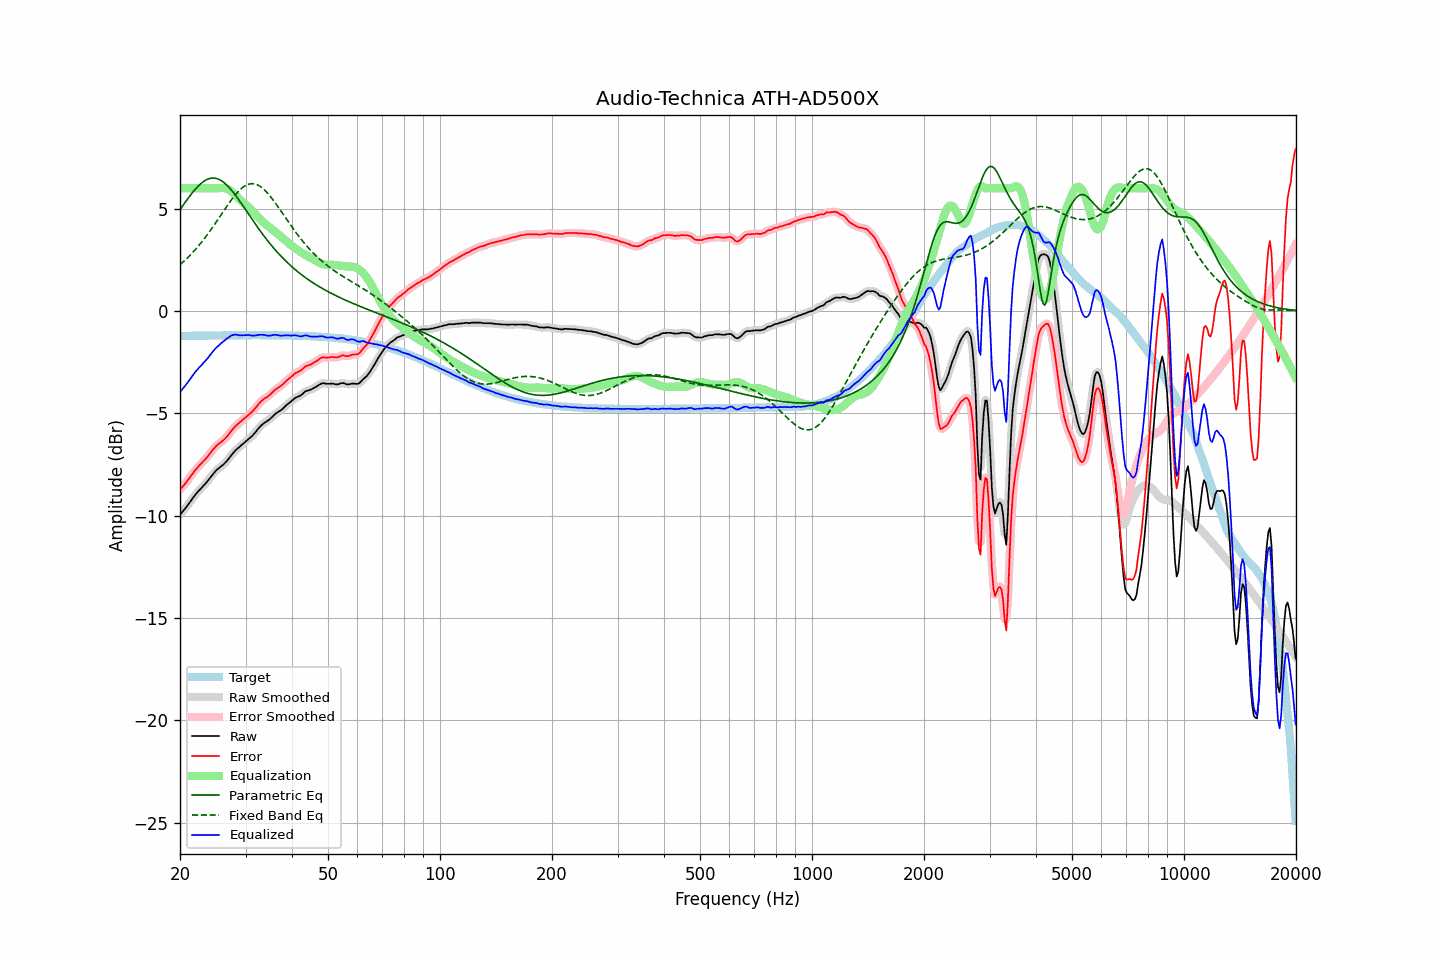 Audio-Technica ATH-AD500X
Amplitude (dBr)
5
0
−5
−10
−15
−20
−25
Target
Raw Smoothed
Error Smoothed
Raw
Error
Equalization
Parametric Eq
Fixed Band Eq
Equalized
20 50 100 200 500 1000 2000 5000 10000 20000
Frequency (Hz)